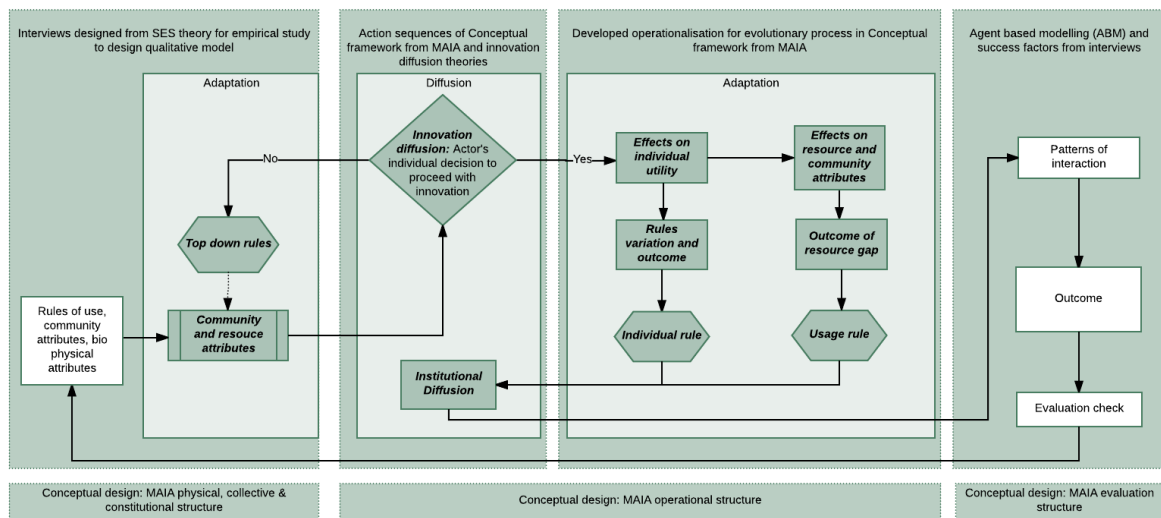 Interviews designed from SES theory for empirical study
to design qualitative model
Adaptation
No
Top down rules
Rules of use,
community
attributes, bio
physical
attributes
Community
and resouce
attributes
Action sequences of Conceptual
framework from MAIA and innovation
diffusion theories
Diffusion
Innovation
diffusion: Actor's
individual decision to
proceed with
innovation
Institutional
Diffusion
Developed operationalisation for evolutionary process in Conceptual
framework from MAIA
Adaptation
Yes
Effects on
individual
utility
Effects on
resource and
community
attributes
Rules
variation and
outcome
Outcome of
resource gap
Individual rule
Usage rule
Agent based modelling (ABM) and
success factors from interviews
Patterns of
interaction
Outcome
Evaluation check
Conceptual design: MAIA physical, collective &
constitutional structure
Conceptual design: MAIA operational structure
Conceptual design: MAIA evaluation
structure